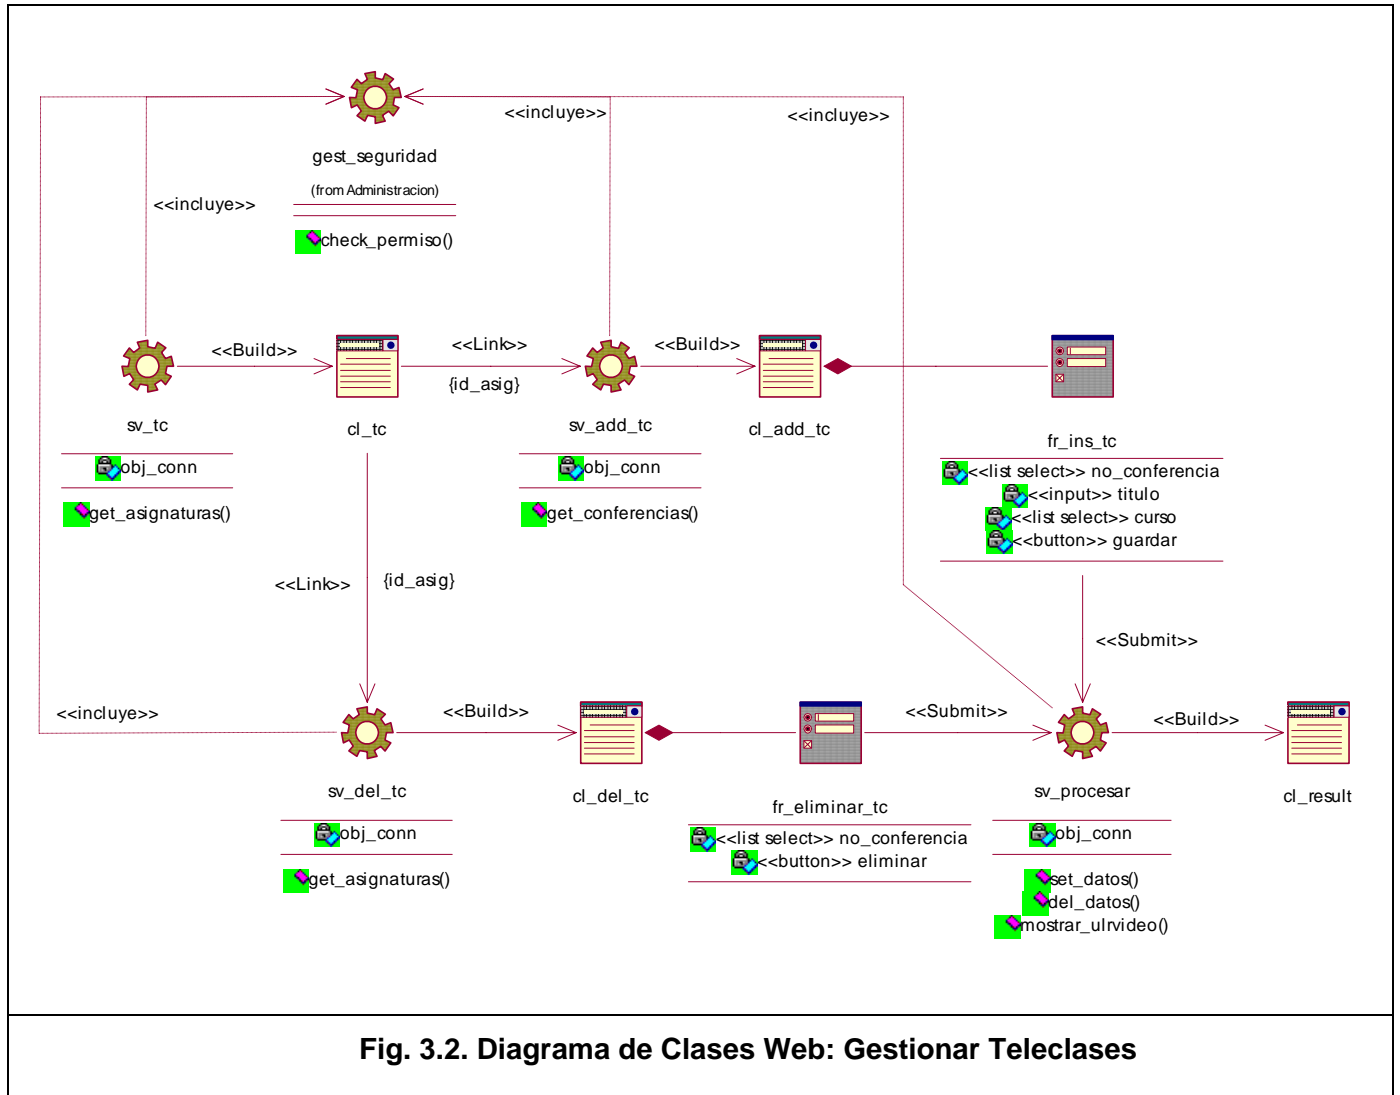 <<incluye>>
<<incluye>>
gest_seguridad
(from Administracion)
<<incluye>>
check_permiso()
<<Build>>
<<Link>>
{id_asig}
<<Build>>
sv_tc
obj_conn
get_asignaturas()
cl_tc
sv_add_tc
obj_conn
get_conferencias()
cl_add_tc
fr_ins_tc
<<list select>> no_conferencia
<<input>> titulo
<<list select>> curso
<<button>> guardar
<<Link>>
{id_asig}
<<Submit>>
<<incluye>>
<<Build>>
<<Submit>>
<<Build>>
sv_del_tc
obj_conn
get_asignaturas()
cl_del_tc
fr_eliminar_tc
<<list select>> no_conferencia
<<button>> eliminar
sv_procesar
obj_conn
set_datos()
del_datos()
mostrar_ulrvideo()
cl_result
Fig. 3.2. Diagrama de Clases Web: Gestionar Teleclases